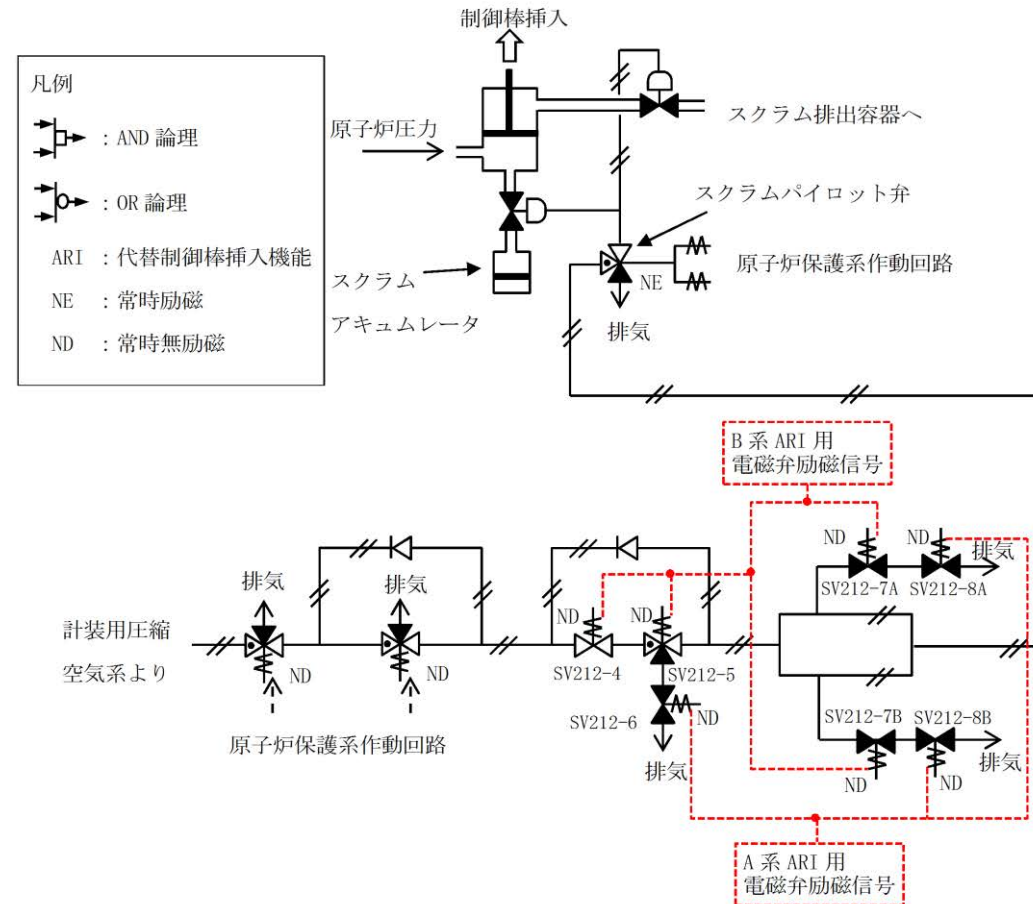 制御棒挿入
凡例
: AND 論理
: OR 論理
ARI : 代替制御棒挿入機能
NE : 常時励磁
ND : 常時無励磁
原子炉圧力
スクラム排出容器へ
スクラムパイロット弁
原子炉保護系作動回路
NE
排気
スクラム
アキュムレータ
B 系 ARI 用
電磁弁励磁信号
ND
ND
排気
SV212-7A
SV212-8A
排気
排気
計装用圧縮
空気系より
ND
ND
原子炉保護系作動回路
ND
ND
SV212-4
SV212-5
SV212-6
ND
排気
SV212-7B
SV212-8B
排気
ND
ND
A 系 ARI 用
電磁弁励磁信号